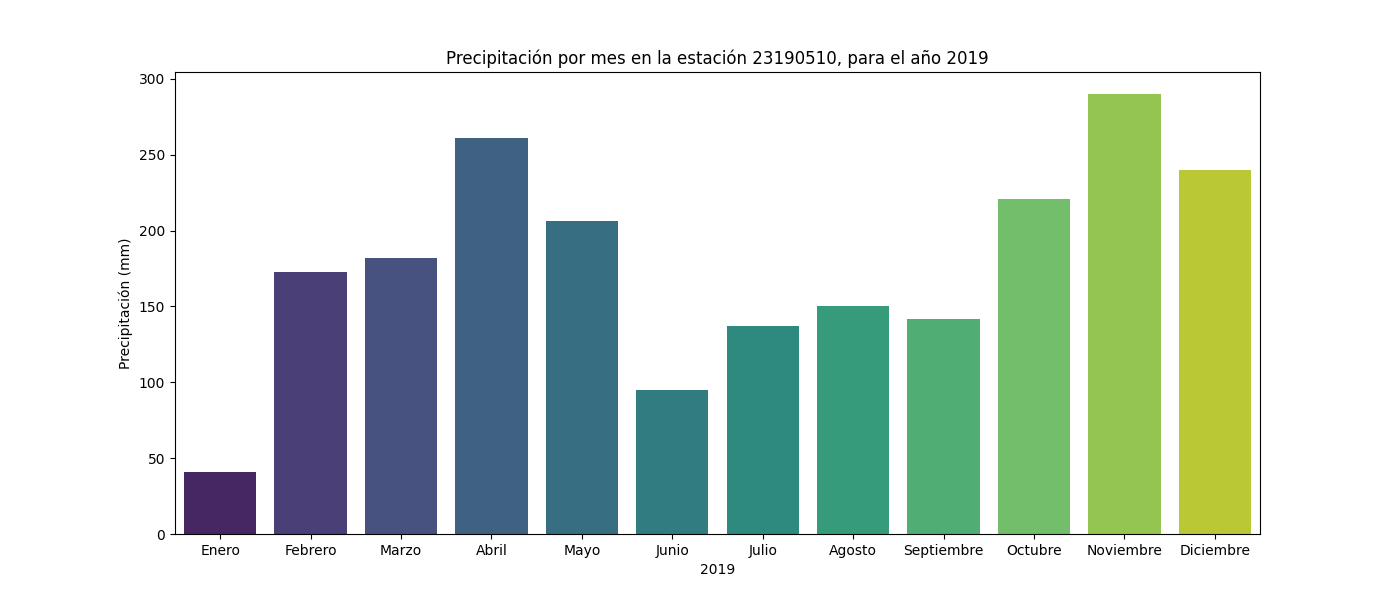 Precipitación por mes en la estación 23190510, para el año 2019
Precipitación (mm)
300
250
200
150
100
50
0
Enero Febrero Marzo Abril Mayo Junio Julio Agosto Septiembre Octubre Noviembre Diciembre
2019